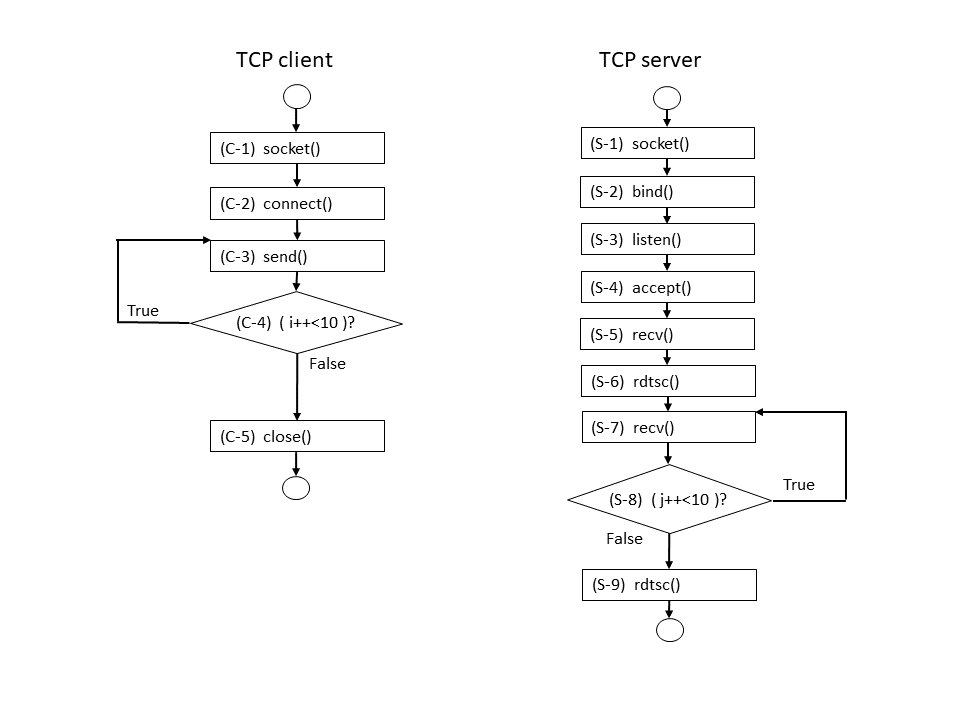 TCP client
(C-1) socket()
(C-2) connect()
(C-3) send()
True
(C-4) ( i++<10 )?
False
(C-5) close()
TCP server
(S-1) socket()
(S-2) bind()
(S-3) listen()
(S-4) accept()
(S-5) recv()
(S-6) rdtsc()
(S-7) recv()
True
(S-8) ( j++<10 )?
False
(S-9) rdtsc()